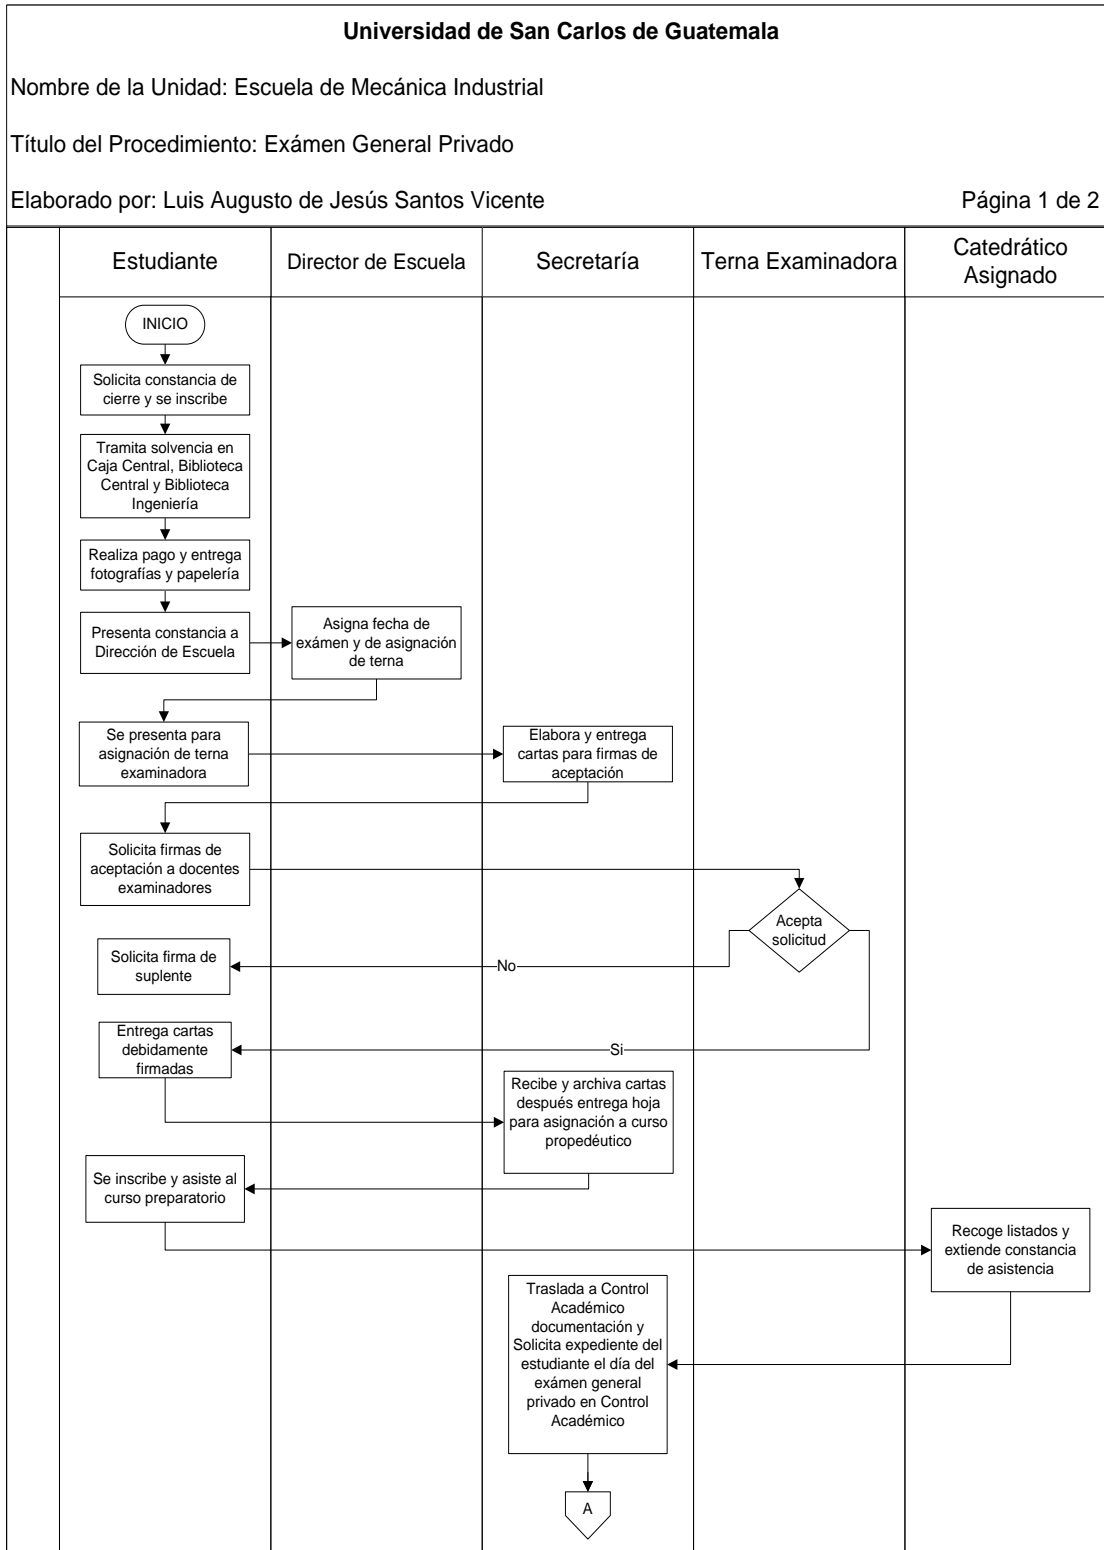 Universidad de San Carlos de Guatemala
Nombre de la Unidad: Escuela de Mecánica Industrial
Título del Procedimiento: Exámen General Privado
Elaborado por: Luis Augusto de Jesús Santos Vicente
Página 1 de 2
Estudiante
Director de Escuela
Secretaría
Terna Examinadora
Catedrático
Asignado
INICIO
Solicita constancia de
cierre y se inscribe
Tramita solvencia en
Caja Central, Biblioteca
Central y Biblioteca
Ingeniería
Realiza pago y entrega
fotografías y papelería
Presenta constancia a
Dirección de Escuela
Asigna fecha de
exámen y de asignación
de terna
Se presenta para
asignación de terna
examinadora
Elabora y entrega
cartas para firmas de
aceptación
Solicita firmas de
aceptación a docentes
examinadores
Acepta
solicitud
No
Solicita firma de
suplente
Si
Entrega cartas
debidamente
firmadas
Recibe y archiva cartas
después entrega hoja
para asignación a curso
propedéutico
Se inscribe y asiste al
curso preparatorio
Recoge listados y
extiende constancia
de asistencia
Traslada a Control
Académico
documentación y
Solicita expediente del
estudiante el día del
exámen general
privado en Control
Académico
A